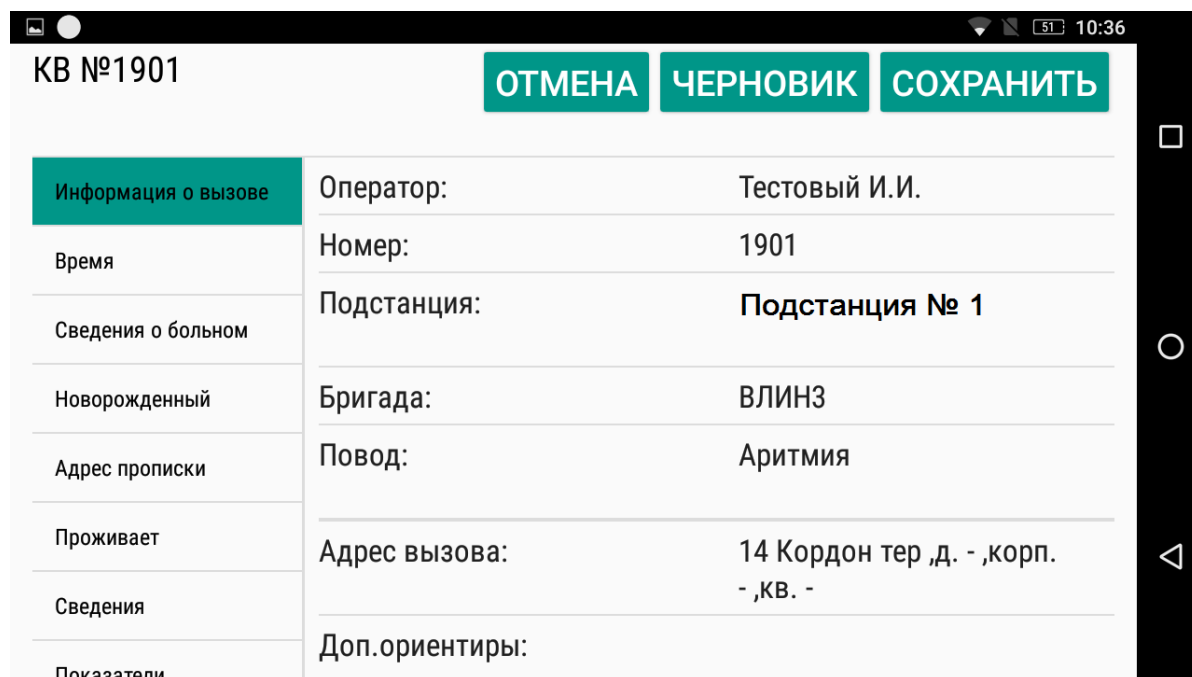 51 10:36
КВ №1901
ОТМЕНА ЧЕРНОВИК СОХРАНИТЬ
Информация о вызове
Время
Сведения о больном
Новорожденный
Адрес прописки
Проживает
Сведения
Показатели
Оператор: Тестовый И.И.
Номер: 1901
Подстанция: Подстанция № 1
Бригада: ВЛИН3
Повод: Аритмия
Адрес вызова: 14 Кордон тер ,д. - ,корп.
- ,кв. -
Доп.ориентиры: